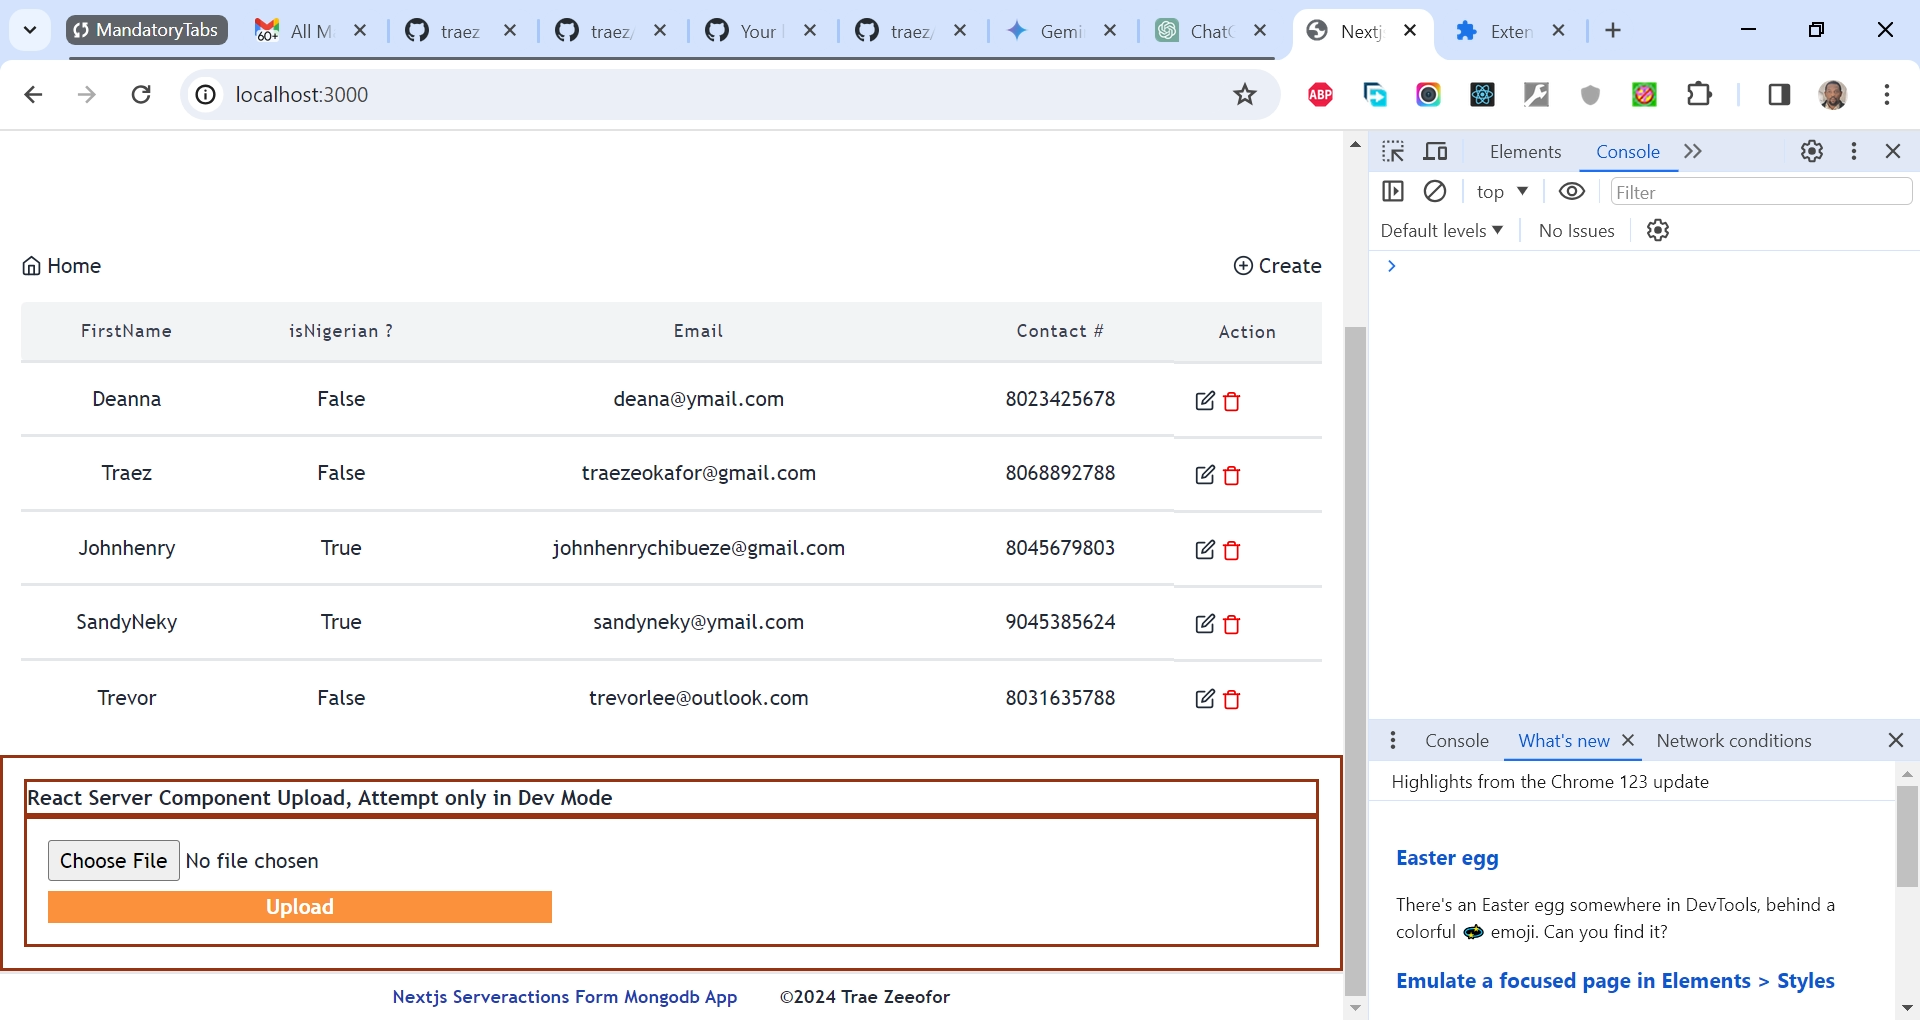 MandatoryTabs
60+
All M
traez
traez/
Your
traez/
Gemi
ChatG
Nextj
Exten
localhost:3000
ABP
Elements
Console
top
Filter
Default levels
No Issues
Home
Create
FirstName isNigerian ? Email Contact # Action
Deanna False deana@ymail.com 8023425678
Traez False traezeokafor@gmail.com 8068892788
Johnhenry True johnhenrychibueze@gmail.com 8045679803
SandyNeky True sandyneky@ymail.com 9045385624
Trevor False trevorlee@outlook.com 8031635788
React Server Component Upload, Attempt only in Dev Mode
Choose File No file chosen
Upload
Nextjs Serveractions Form Mongodb App ©2024 Trae Zeeofor
Console What's new Network conditions
Highlights from the Chrome 123 update
Easter egg
There's an Easter egg somewhere in DevTools, behind a
colorful emoji. Can you find it?
Emulate a focused page in Elements > Styles